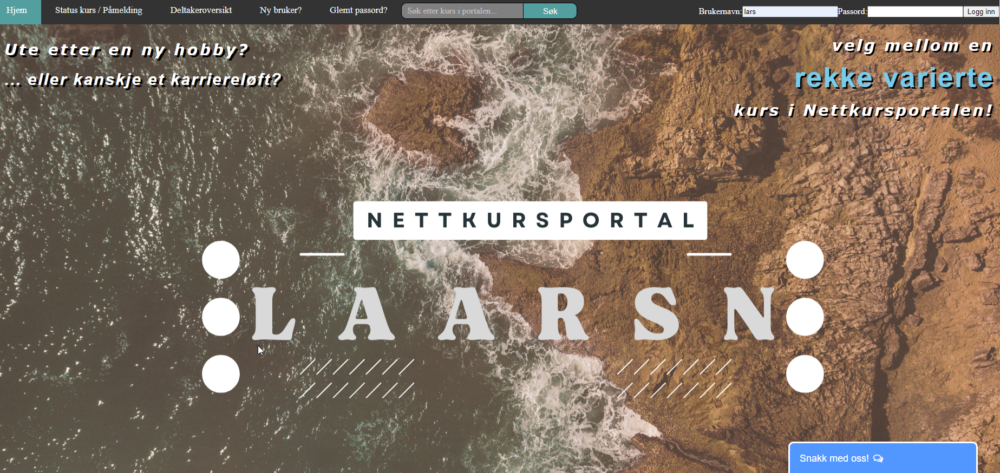 Hjem Status kurs / Påmelding Deltakeroversikt Ny bruker? Glemt passord? Søk etter kurs i portalen... Søk Brukernavn: lars Passord: Logg inn
Ute etter en ny hobby?
... eller kanskje et karriereløft?
velg mellom en
rekke varierte
kurs i Nettkursportalen!
NETTKURSPORTAL
LAARSN
Snakk med oss!